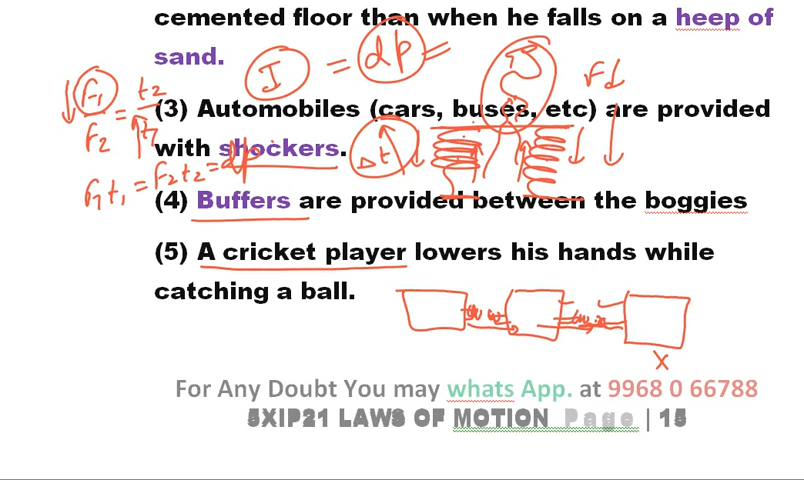 cemented floor than when he falls on a heep of
sand.
I = dp =
F₁/F₂ = t₂/t₁
F↓
(3) Automobiles (cars, buses, etc) are provided
with shockers.
Δt
F₁t₁ = F₂t₂ = dp
(4) Buffers are provided between the boggies
(5) A cricket player lowers his hands while
catching a ball.
X
For Any Doubt You may whats App. at 9968 0 66788
5XIP21 LAWS OF MOTION Page | 15